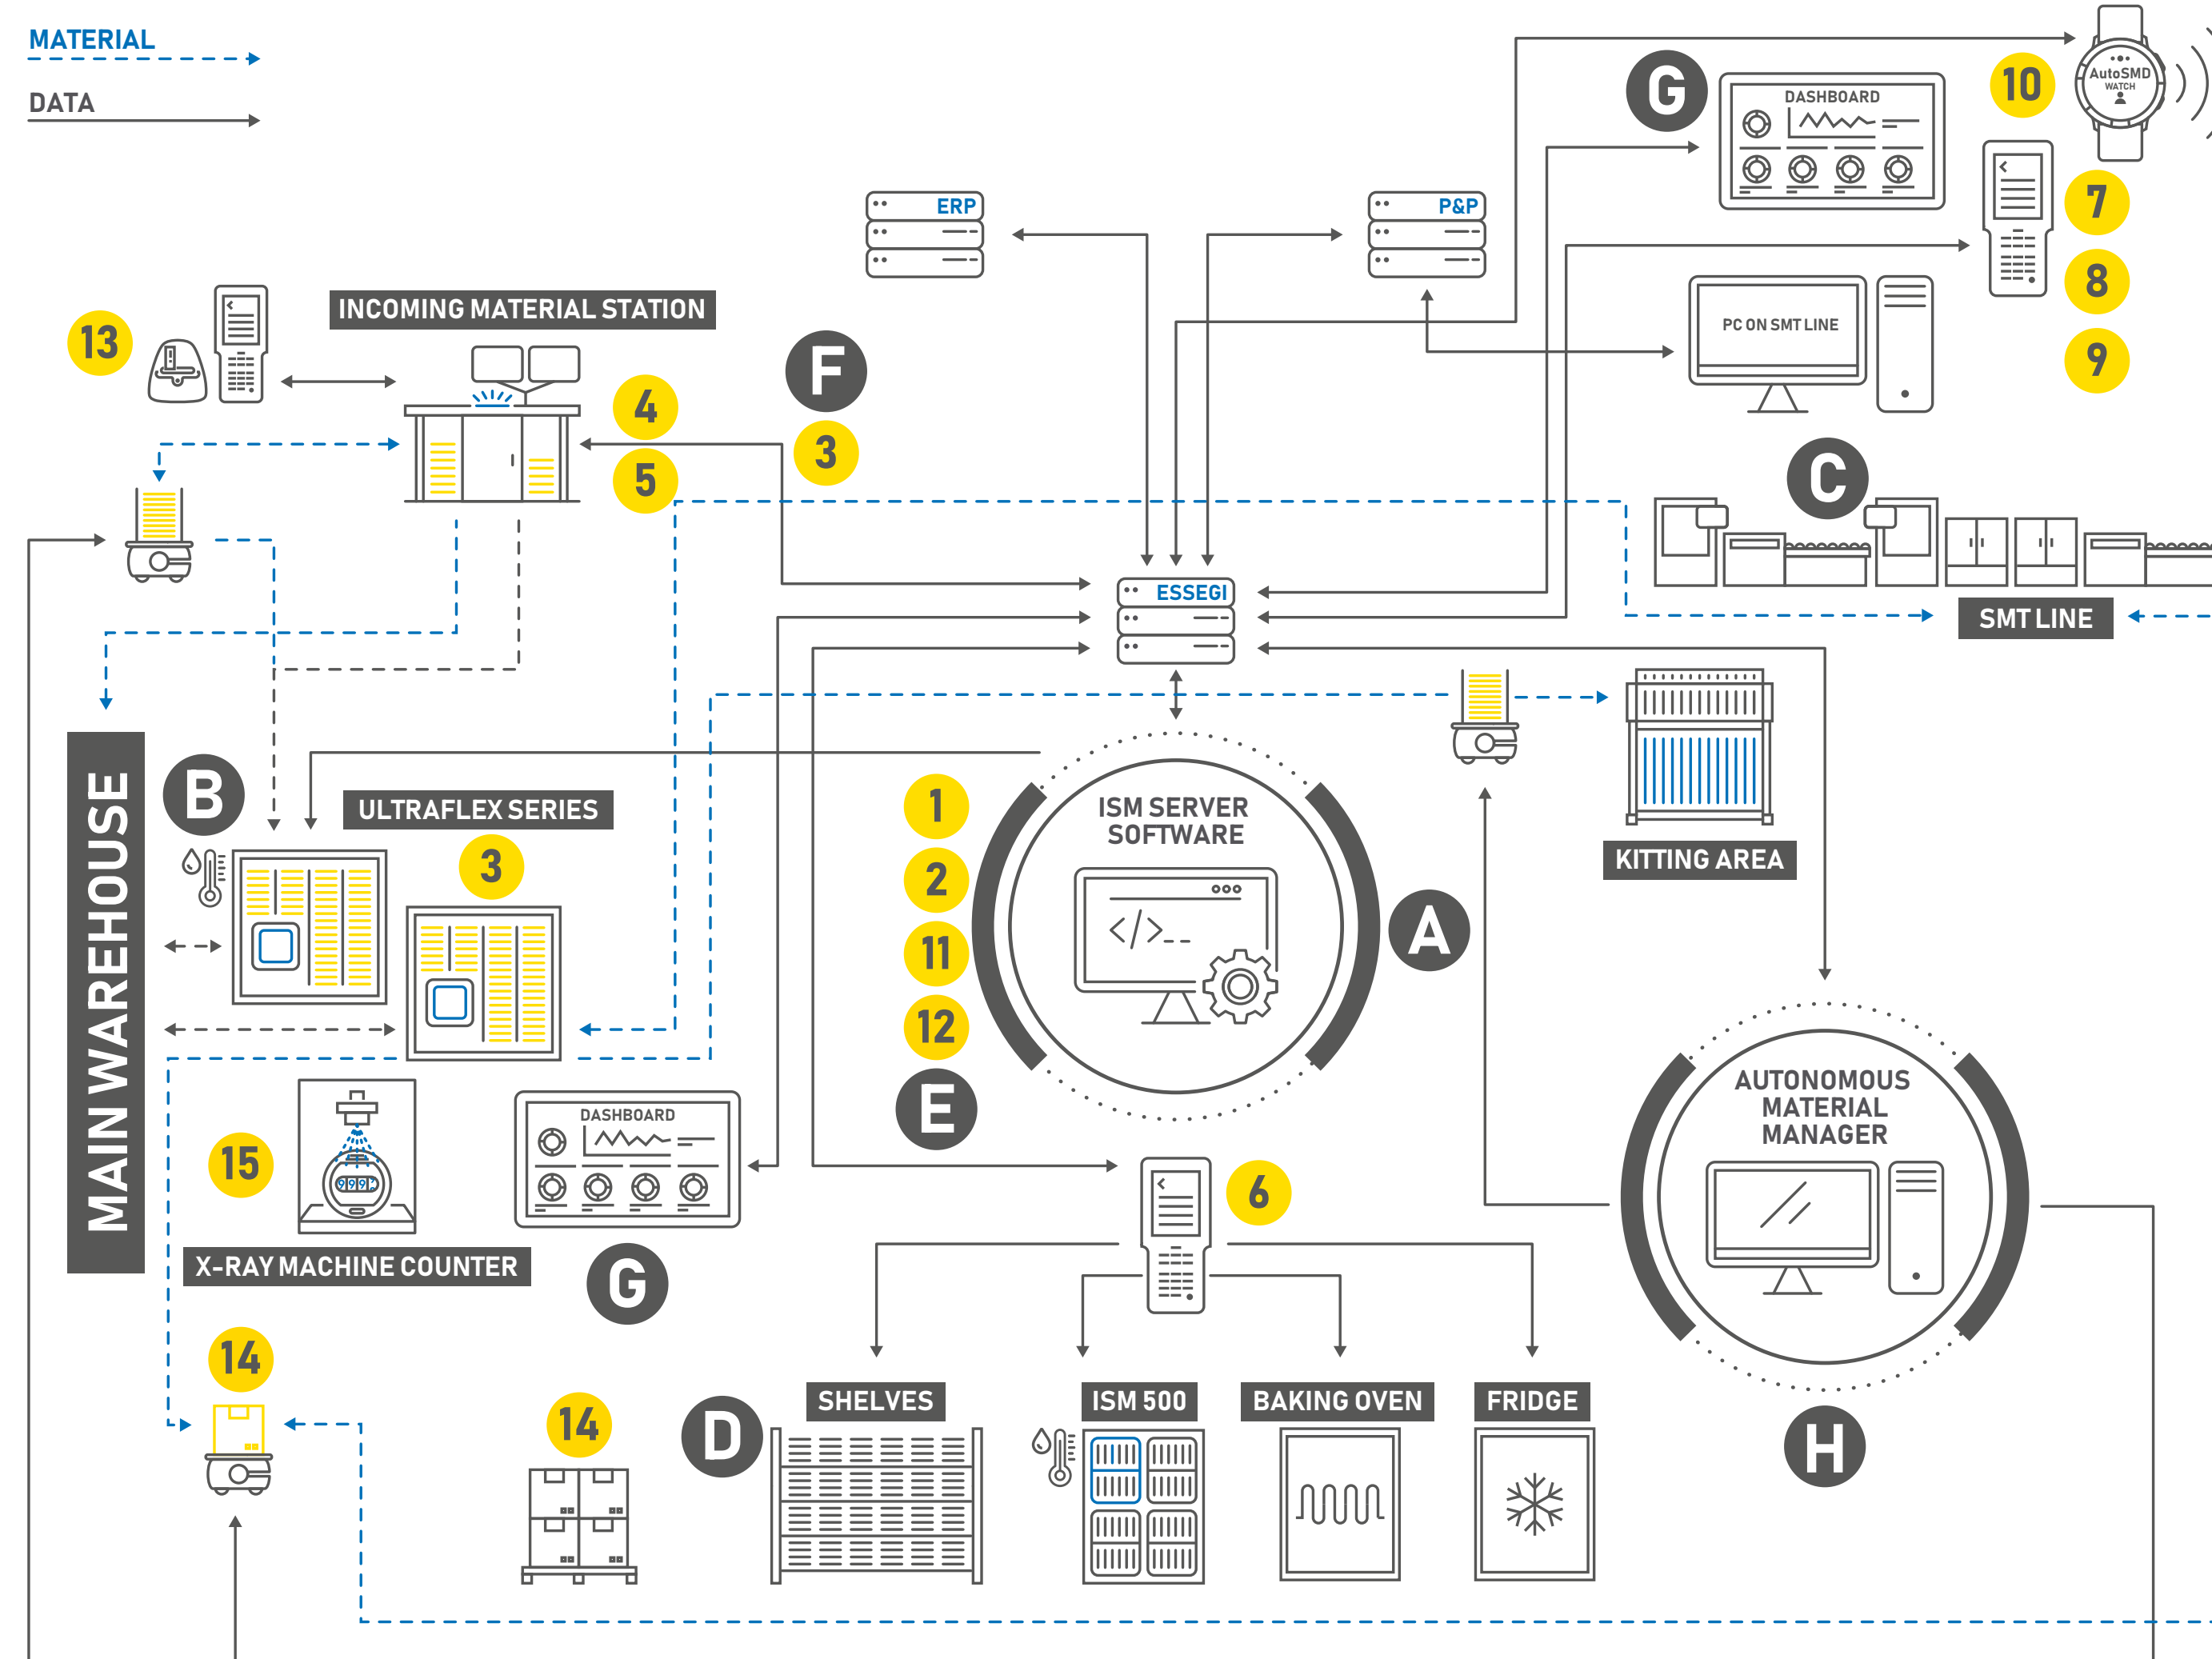 MATERIAL
DATA
10
AutoSMD
WATCH
G
DASHBOARD
7
8
9
ERP
P&P
PC ON SMT LINE
13
INCOMING MATERIAL STATION
F
3
4
5
C
SMT LINE
ESSEGI
MAIN WAREHOUSE
B
ULTRAFLEX SERIES
3
1
2
11
12
E
ISM SERVER
SOFTWARE
</>_ _
A
KITTING AREA
AUTONOMOUS
MATERIAL
MANAGER
H
15
X-RAY MACHINE COUNTER
DASHBOARD
G
6
14
14
D
SHELVES
ISM 500
BAKING OVEN
FRIDGE